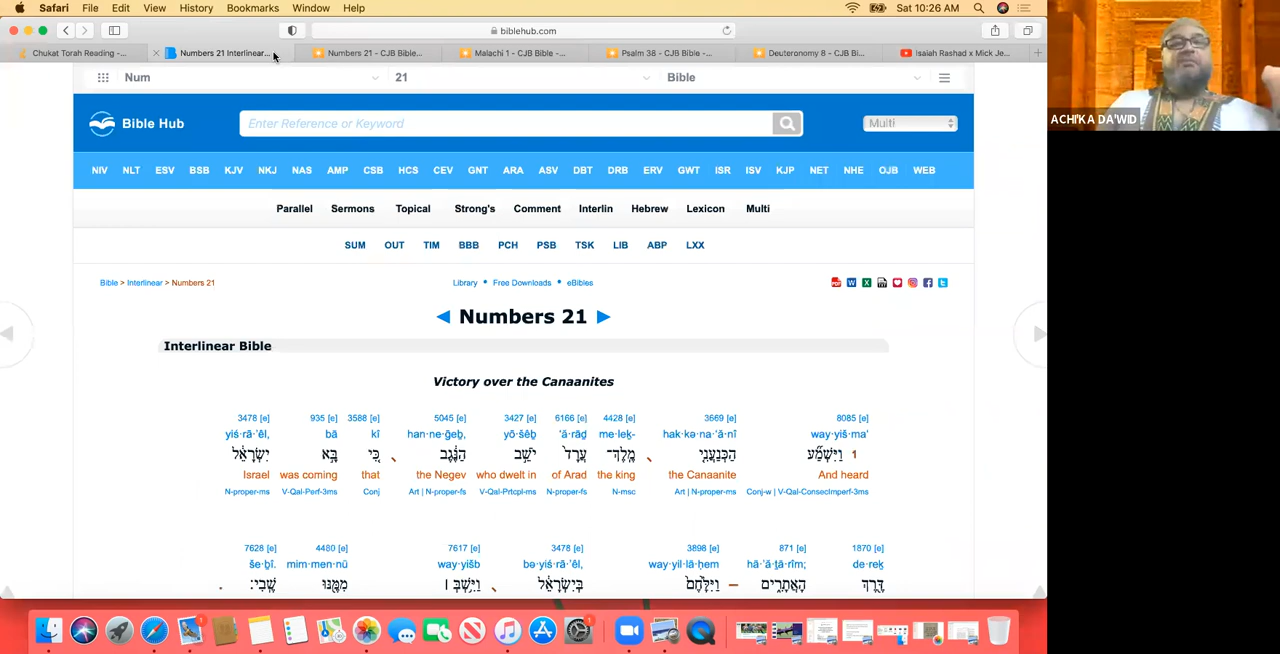 Safari File Edit View History Bookmarks Window Help Sat 10:26 AM
biblehub.com
Chukat Torah Reading -... Numbers 21 Interlinear... Numbers 21 - CJB Bible... Malachi 1 - CJB Bible -... Psalm 38 - CJB Bible -... Deuteronomy 8 - CJB Bi... Isaiah Rashad x Mick Je...
Num 21 Bible
Bible Hub Enter Reference or Keyword Multi
NIV NLT ESV BSB KJV NKJ NAS AMP CSB HCS CEV GNT ARA ASV DBT DRB ERV GWT ISR ISV KJP NET NHE OJB WEB
Parallel Sermons Topical Strong's Comment Interlin Hebrew Lexicon Multi
SUM OUT TIM BBB PCH PSB TSK LIB ABP LXX
Bible > Interlinear > Numbers 21 Library • Free Downloads • eBibles
Numbers 21
Interlinear Bible
Victory over the Canaanites
3478 [e] 935 [e] 3588 [e] 5045 [e] 3427 [e] 6166 [e] 4428 [e] 3669 [e] 8085 [e]
yiś·rā·’êl, bā kî han·ne·ḡeḇ, yō·šêḇ ‘ă·rāḏ me·leḵ- hak·kə·na·‘ă·nî way·yiš·ma‘
1 וַיִּשְׁמַ֞ע הַכְּנַעֲנִ֤י מֶֽלֶךְ־ עֲרָד֙ יֹשֵׁ֣ב הַנֶּ֔גֶב כִּ֚י בָּ֣א יִשְׂרָאֵ֔ל
Israel was coming that the Negev who dwelt in of Arad the king the Canaanite And heard
N-proper-ms V-Qal-Perf-3ms Conj Art | N-proper-fs V-Qal-Prtcpl-ms N-proper-fs N-msc Art | N-proper-ms Conj-w | V-Qal-ConsecImperf-3ms
7628 [e] 4480 [e] 7617 [e] 3478 [e] 3898 [e] 871 [e] 1870 [e]
še·ḇî. mim·men·nū way·yišb bə·yiś·rā·’êl, way·yil·lā·ḥem hā·’ă·ṯā·rîm; de·reḵ
דֶּ֖רֶךְ הָאֲתָרִ֑ים – וַיִּלָּ֙חֶם֙ בְּיִשְׂרָאֵ֔ל וַיִּ֥שְׁבְּ ׀ מִמֶּ֖נּוּ שֶֽׁבִי׃
ACHI'KA DA'WID